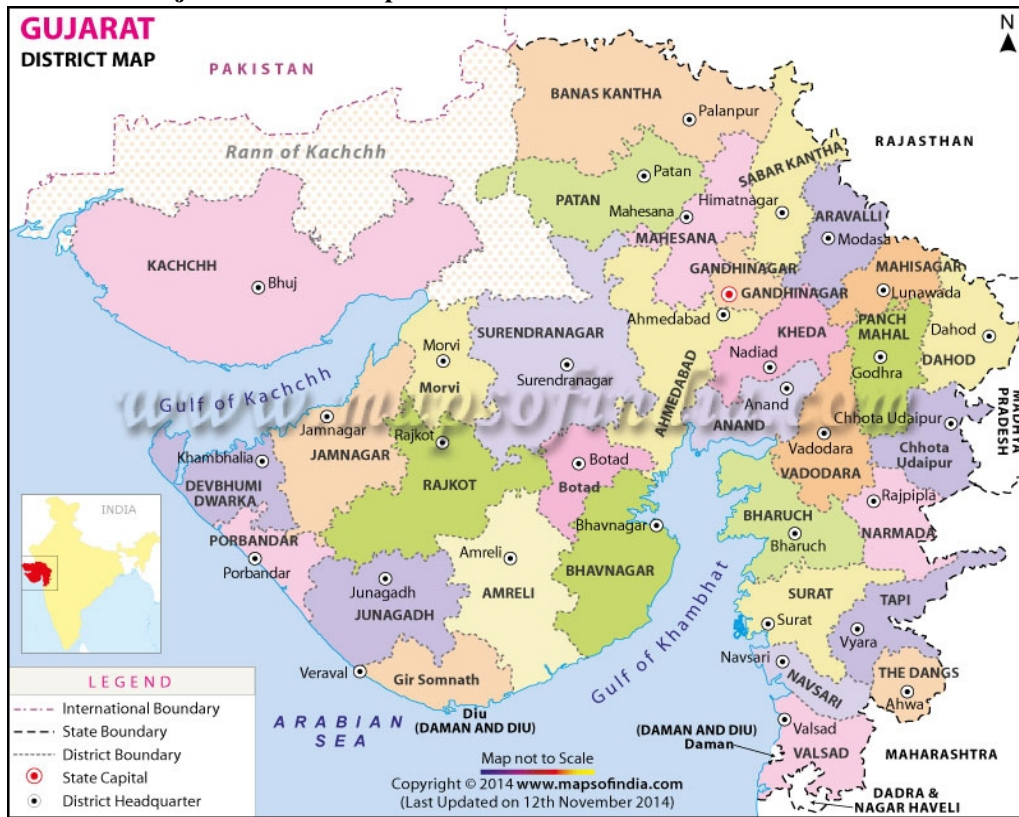 GUJARAT
DISTRICT MAP
N
PAKISTAN
RAJASTHAN
Rann of Kachchh
BANAS KANTHA
Palanpur
SABAR KANTHA
Patan
PATAN
Mahesana
MAHESANA
Himatnagar
ARAVALLI
Modasa
KACHCHH
Bhuj
GANDHINAGAR
GANDHINAGAR
MAHISAGAR
Lunawada
Ahmedabad
AHMEDABAD
SURENDRANAGAR
Surendranagar
KHEDA
Nadiad
PANCH
MAHAL
Godhra
Dahod
DAHOD
Morvi
Morvi
Gulf of Kachchh
www.mapsofindia.com
Anand
ANAND
Chhota Udaipur
Chhota
Udaipur
MADHYA
PRADESH
Jamnagar
JAMNAGAR
Rajkot
RAJKOT
Vadodara
VADODARA
Khambhalia
DEVBHUMI
DWARKA
Botad
Botad
Rajpipla
NARMADA
INDIA
PORBANDAR
Porbandar
Bhavnagar
BHAVNAGAR
BHARUCH
Bharuch
Amreli
AMRELI
Junagadh
JUNAGADH
Gulf of Khambhat
SURAT
Surat
TAPI
Vyara
Veraval
Gir Somnath
Navsari
NAVSARI
THE DANGS
Ahwa
ARABIAN
SEA
Diu
(DAMAN AND DIU)
(DAMAN AND DIU)
Daman
Valsad
VALSAD
MAHARASHTRA
DADRA &
NAGAR HAVELI
LEGEND
International Boundary
State Boundary
District Boundary
State Capital
District Headquarter
Map not to Scale
Copyright © 2014 www.mapsofindia.com
(Last Updated on 12th November 2014)